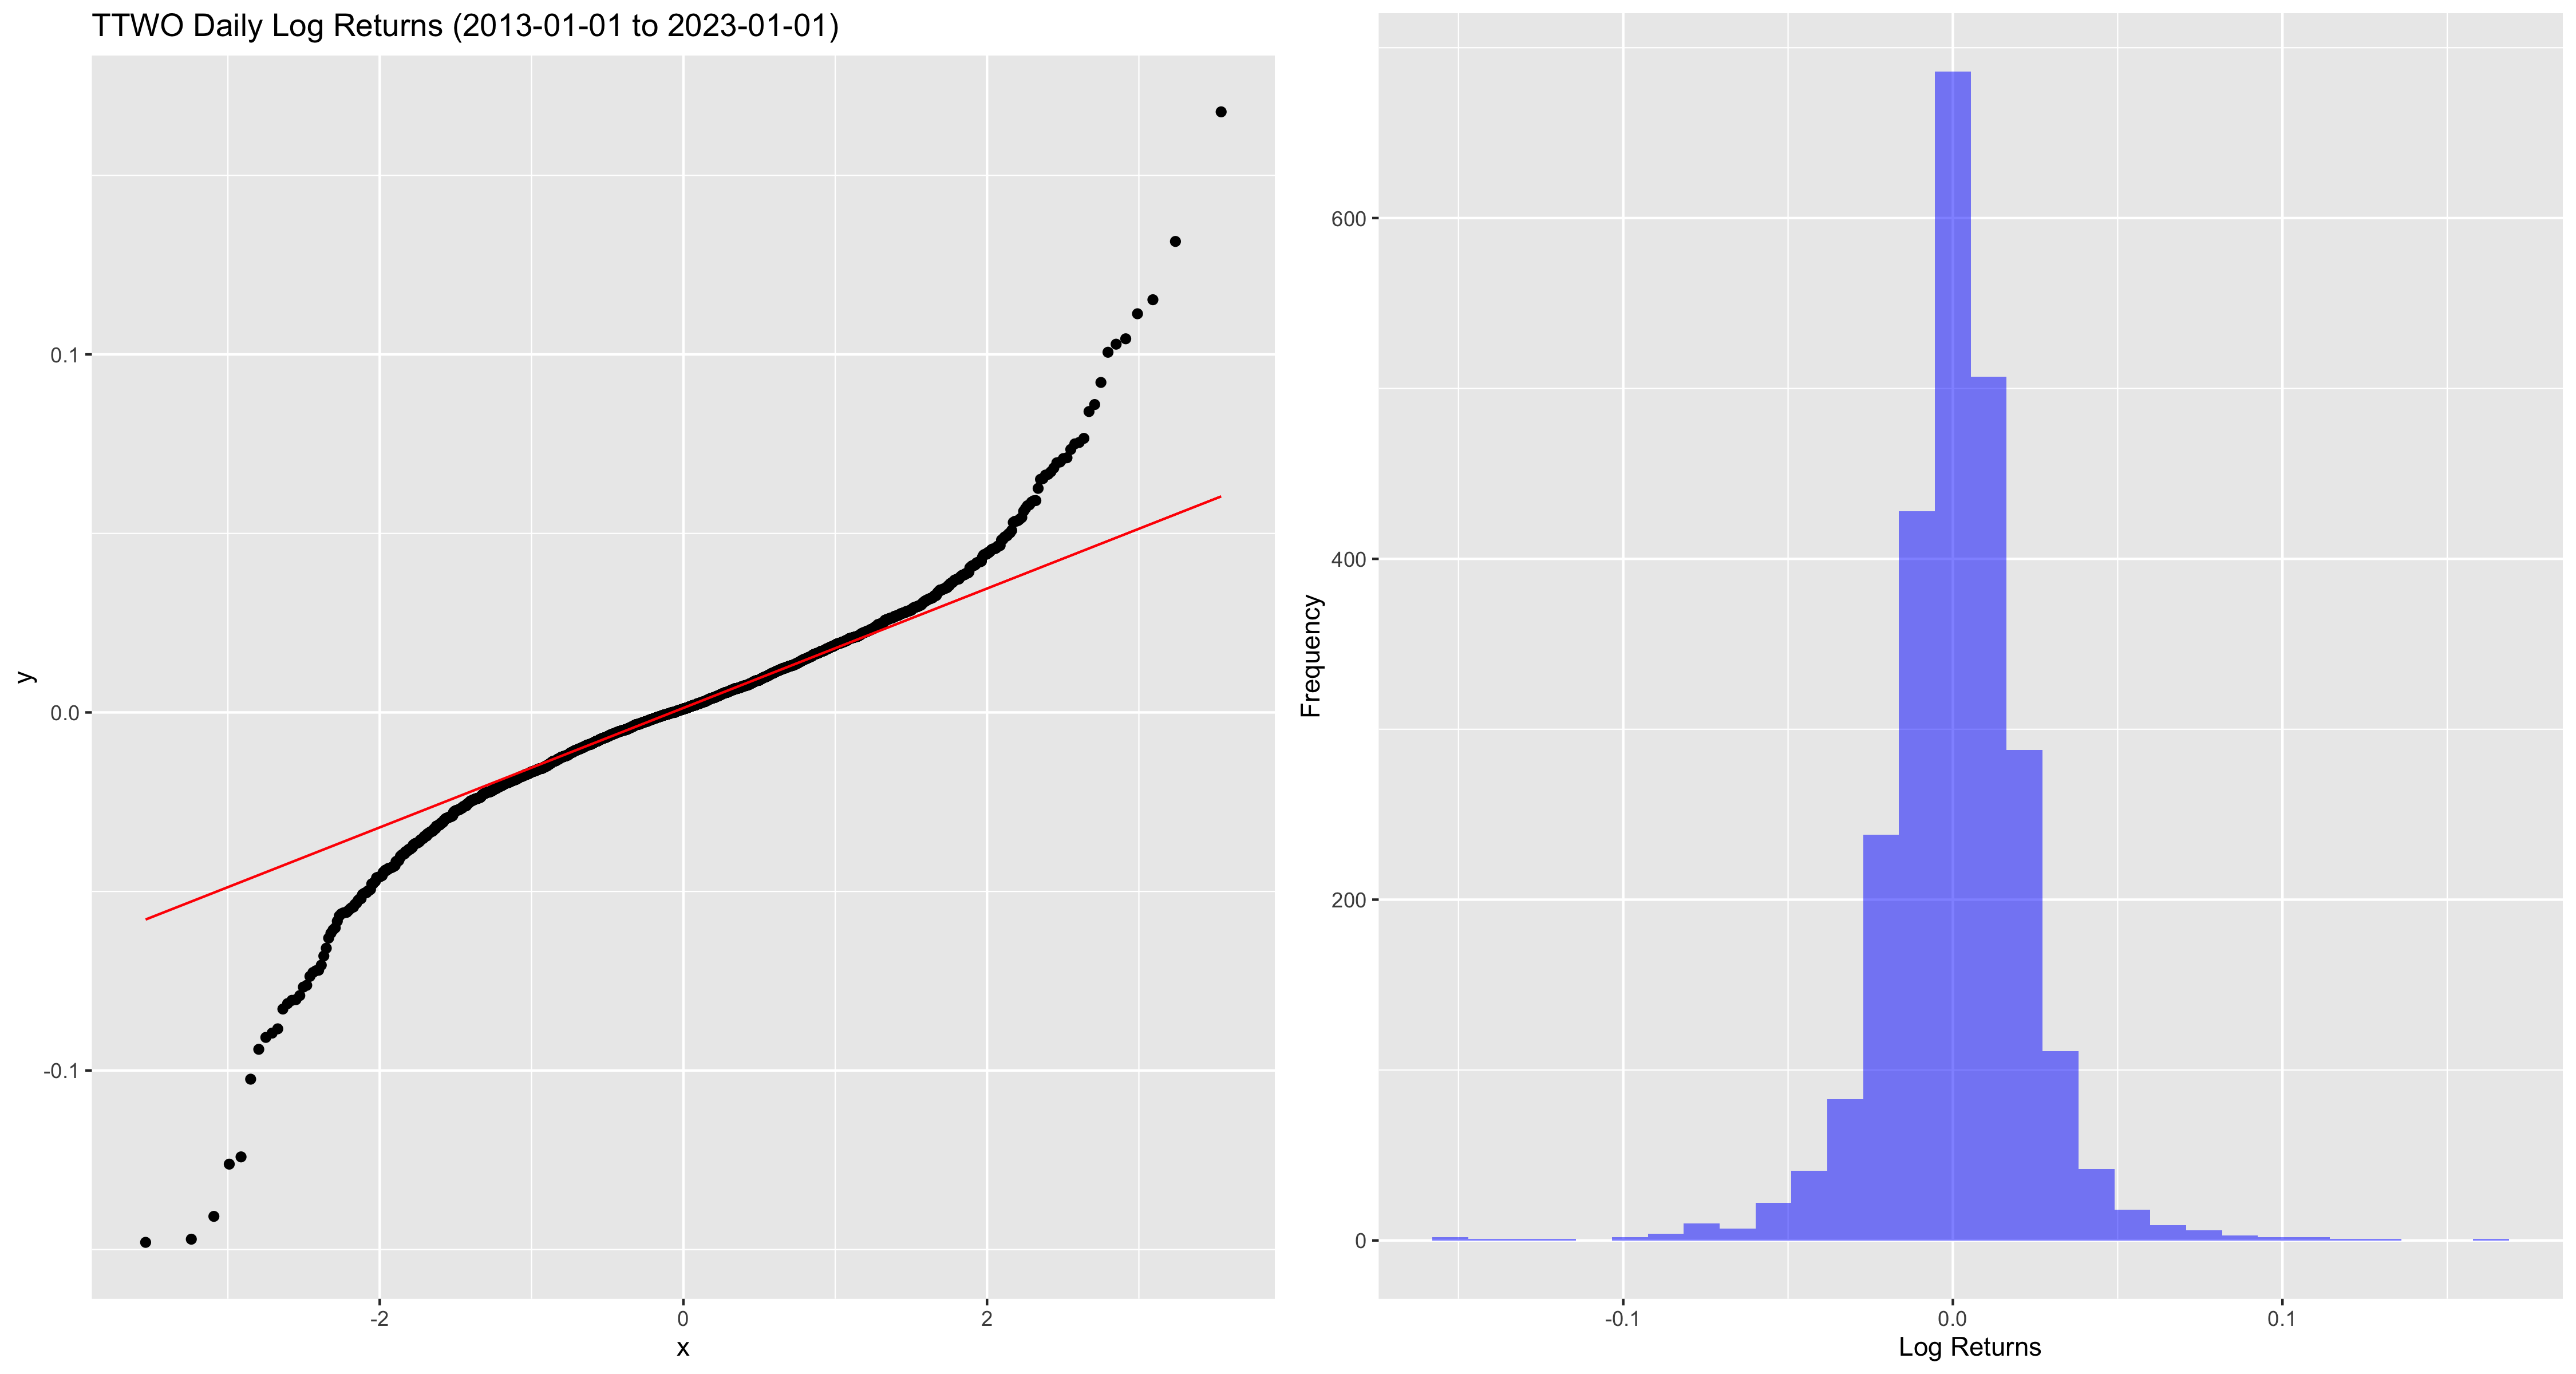 TTWO Daily Log Returns (2013-01-01 to 2023-01-01)
y
0.1
0.0
-0.1
-2
0
2
x
Frequency
600
400
200
0
-0.1
0.0
0.1
Log Returns